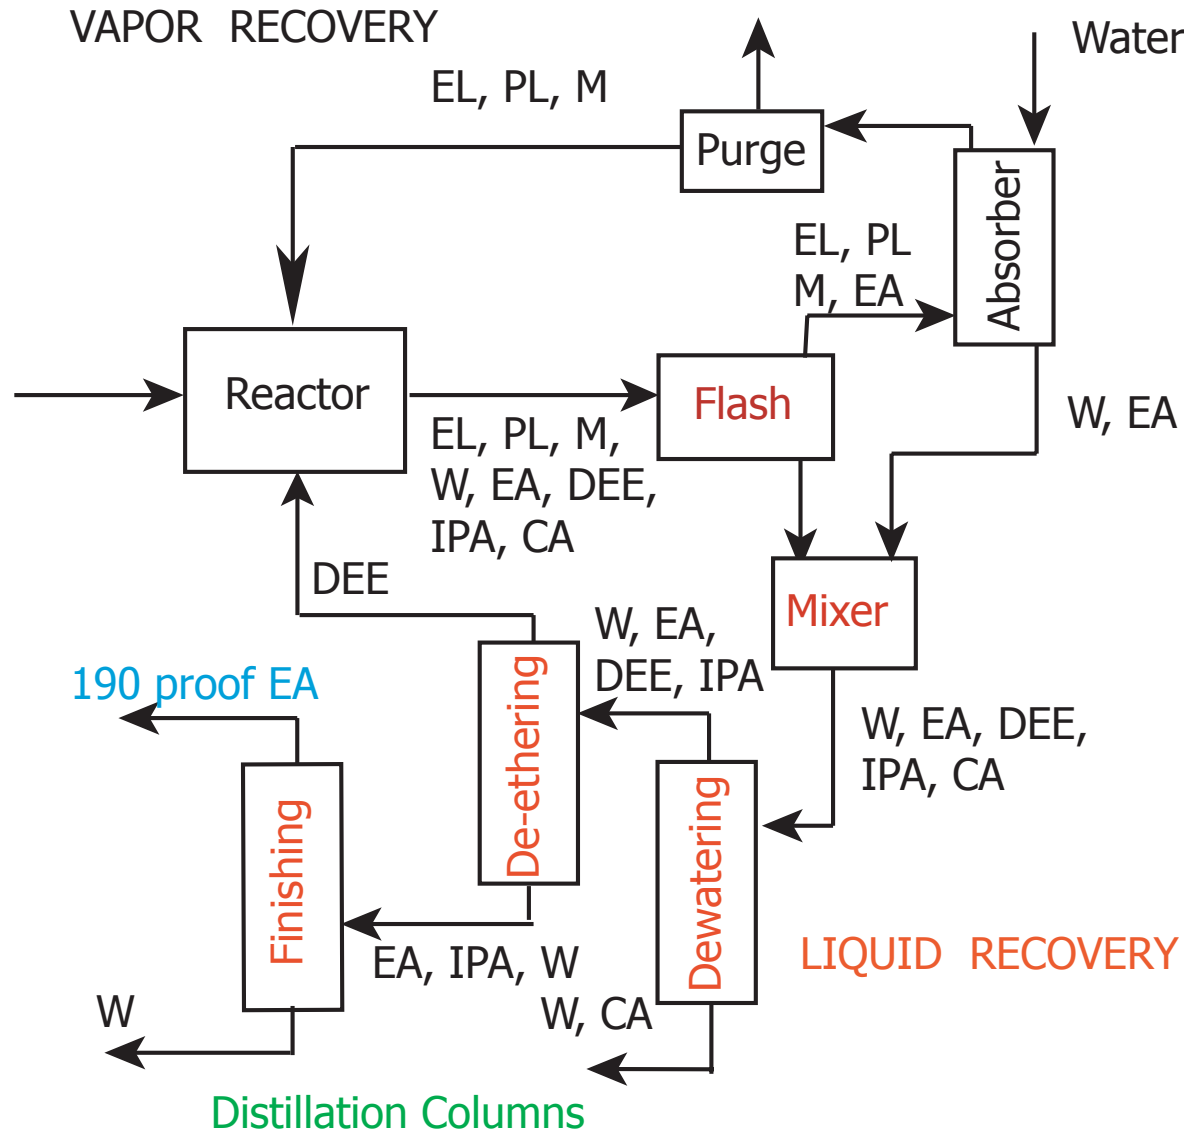 VAPOR RECOVERY
Water
EL, PL, M
Purge
Absorber
EL, PL
M, EA
Reactor
Flash
W, EA
EL, PL, M,
W, EA, DEE,
IPA, CA
DEE
Mixer
W, EA,
DEE, IPA
190 proof EA
De-ethering
W, EA, DEE,
IPA, CA
Finishing
Dewatering
EA, IPA, W
LIQUID RECOVERY
W, CA
W
Distillation Columns